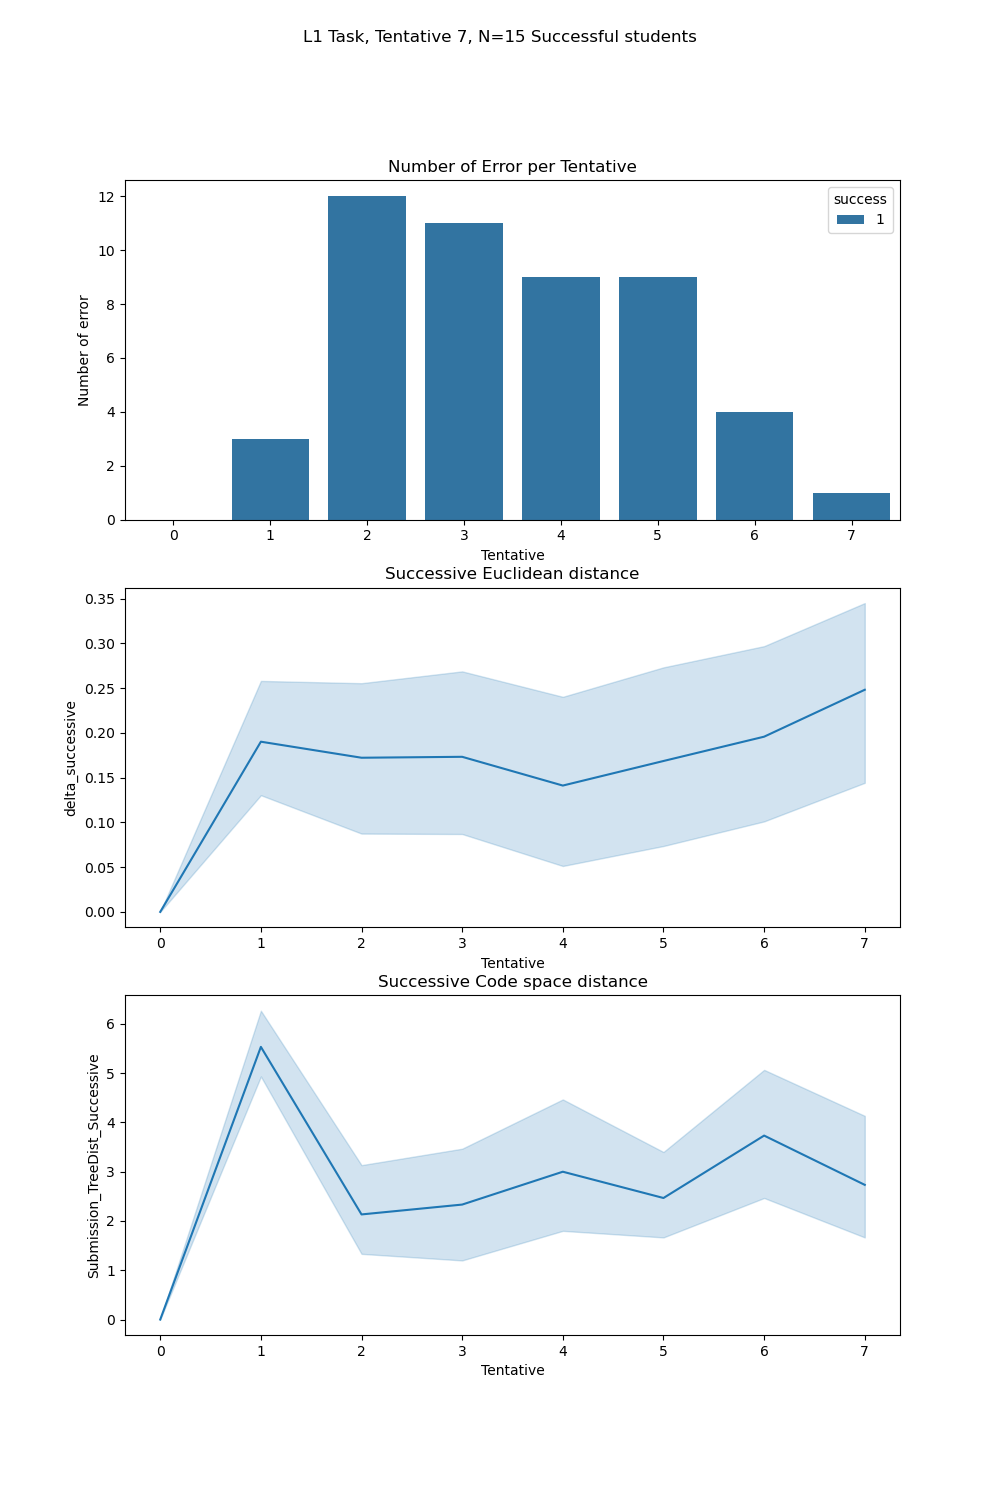 L1 Task, Tentative 7, N=15 Successful students
Number of Error per Tentative
success
1
Number of error
12
10
8
6
4
2
0
0 1 2 3 4 5 6 7
Tentative
Successive Euclidean distance
delta_successive
0.35
0.30
0.25
0.20
0.15
0.10
0.05
0.00
0 1 2 3 4 5 6 7
Tentative
Successive Code space distance
Submission_TreeDist_Successive
6
5
4
3
2
1
0
0 1 2 3 4 5 6 7
Tentative